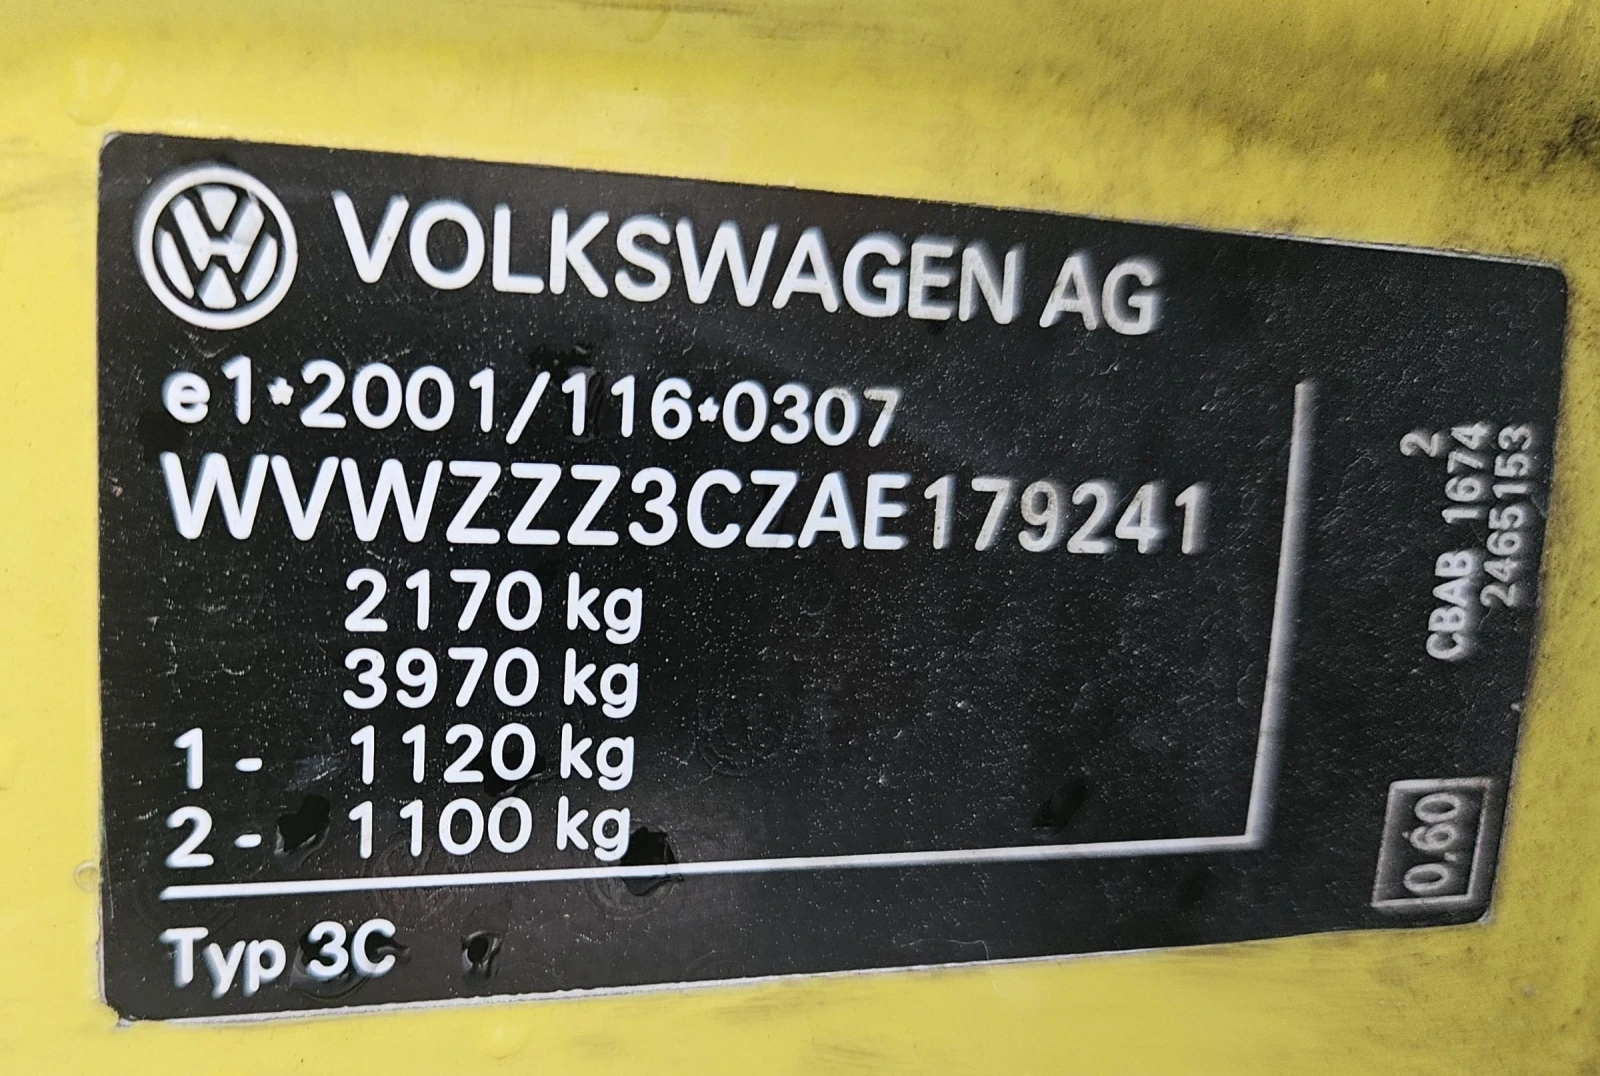 VOLKSWAGEN AG
e1*2001/116*0307
WVWZZZ3CZAE179241
2170 kg
3970 kg
1 - 1120 kg
2 - 1100 kg
Typ 3C
2
CBAB 1674
24651153
0,60